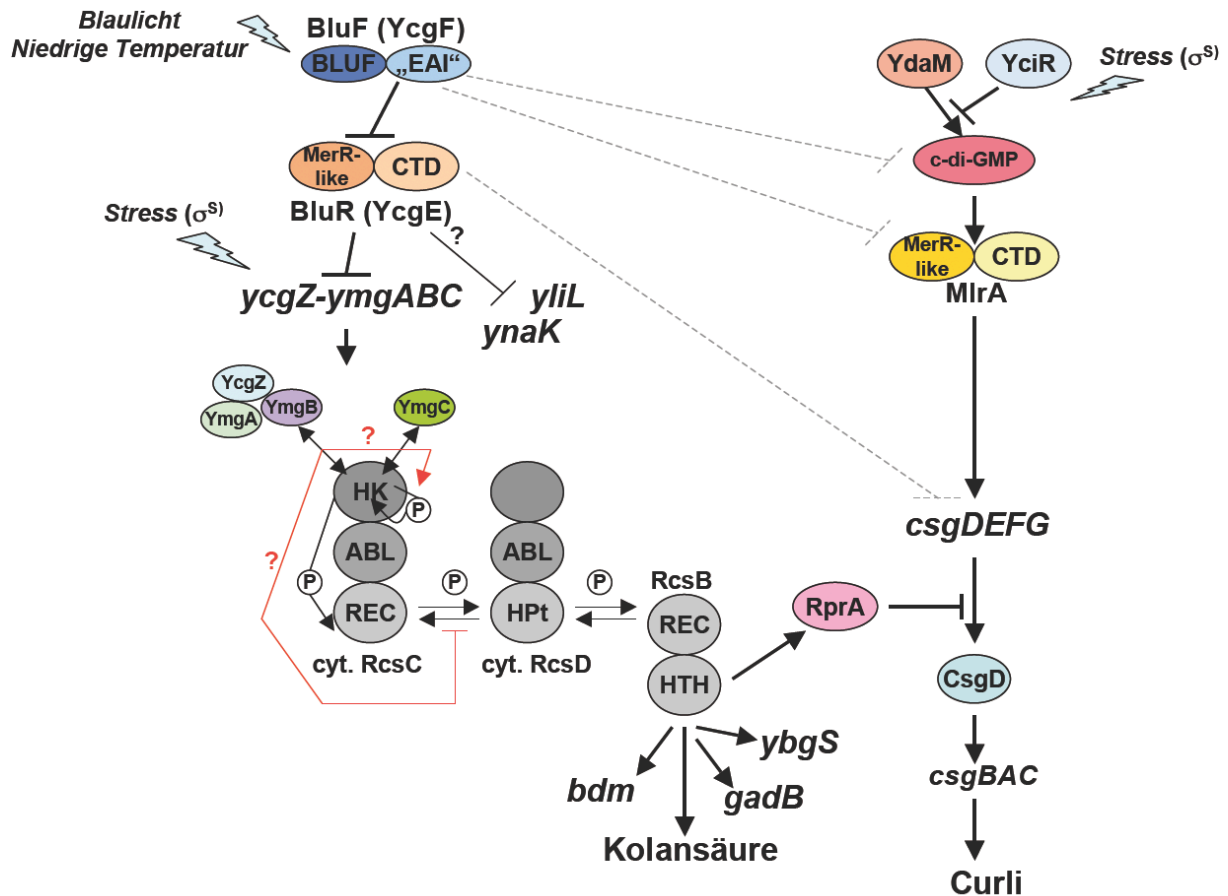 Blaulicht
Niedrige Temperatur
BluF (YcgF)
BLUF
„EAI“
YdaM
YciR
Stress (σS)
MerR-
like
CTD
c-di-GMP
BluR (YcgE)
Stress (σS)
?
MerR-
like
CTD
MlrA
ycgZ-ymgABC
yliL
ynaK
YcgZ
YmgA
YmgB
YmgC
?
HK
P
csgDEFG
?
ABL
ABL
P
P
P
RcsB
REC
HPt
REC
RprA
cyt. RcsC
cyt. RcsD
HTH
CsgD
ybgS
bdm
gadB
csgBAC
Kolansäure
Curli